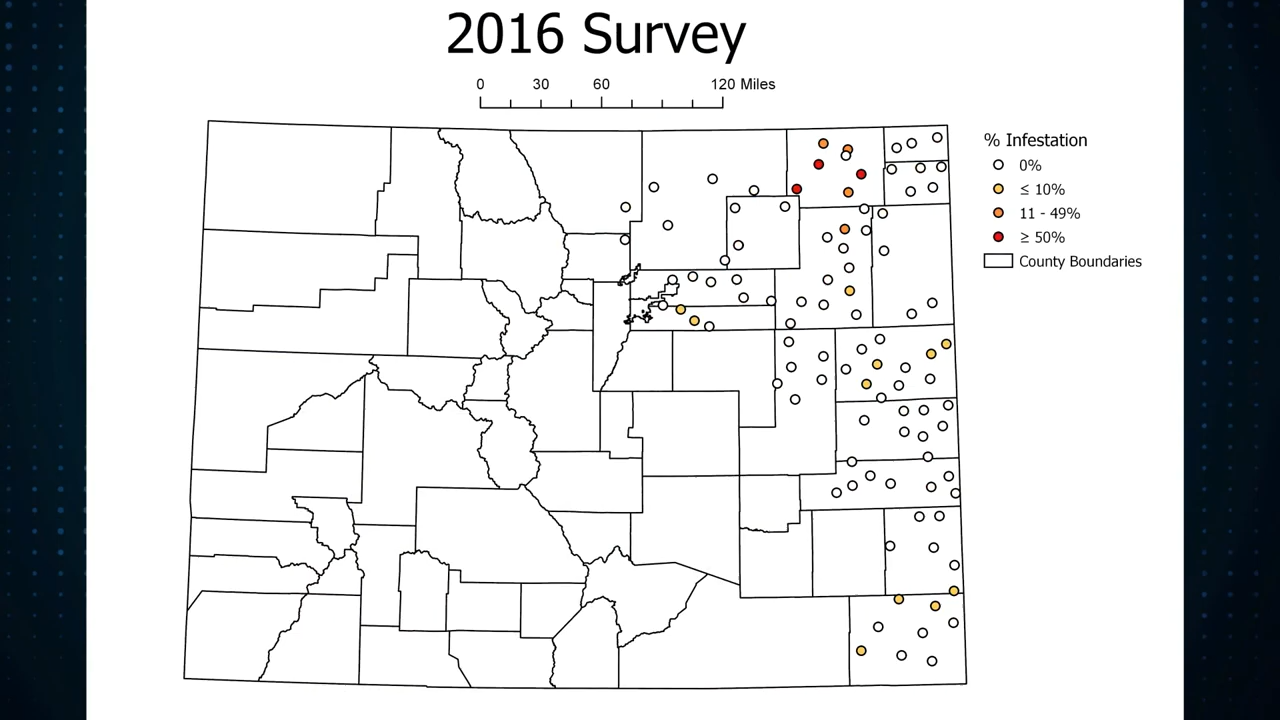 2016 Survey
0 30 60 120 Miles
% Infestation
0%
≤ 10%
11 - 49%
≥ 50%
County Boundaries